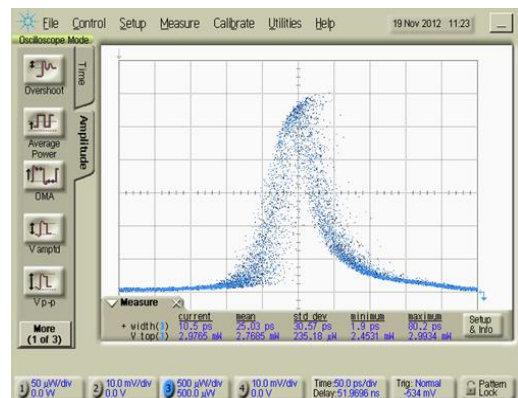 File Control Setup Measure Calibrate Utilities Help 19 Nov 2012 11:23
Oscilloscope Mode
Time
Overshoot
Amplitude
Average
Power
OMA
V amptd
V p-p
More
(1 of 3)
Measure
current mean std dev minimum maximum
+ width(3) 10.5 ps 25.03 ps 30.57 ps 1.9 ps 80.2 ps
V top(3) 2.9765 mW 2.7685 mW 235.18 µW 2.4531 mW 2.9934 mW
Setup
& Info
1 50 µW/div 2 10.0 mV/div 3 500 µW/div 4 10.0 mV/div Time:50.0 ps/div Trig: Normal Pattern
0.0 W 0.0 V 500.0 µW 0.0 V Delay:51.9696 ns -534 mV Lock